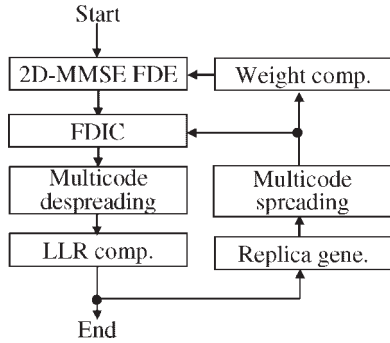 Start
2D-MMSE FDE
Weight comp.
FDIC
Multicode
despreading
Multicode
spreading
LLR comp.
Replica gene.
End